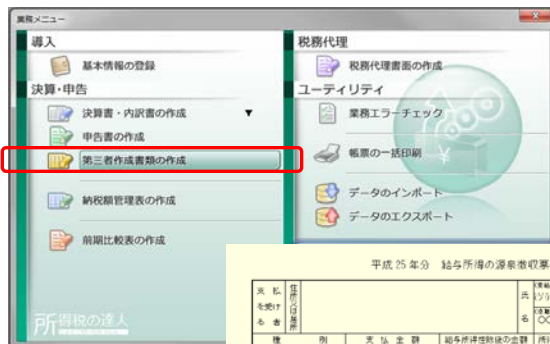 業務メニュー
導入
基本情報の登録
決算・申告
決算書・内訳書の作成 ▼
申告書の作成
第三者作成書類の作成
納税額管理表の作成
前期比較表の作成
所得税の達人
税務代理
税務代理書面の作成
ユーティリティ
業務エラーチェック
帳票の一括印刷
データのインポート
データのエクスポート
平成 25 年分 給与所得の源泉徴収票
支払
を受け
る者
住所又は居所
氏
名
種 別
支払金額
給与所得控除後の金額